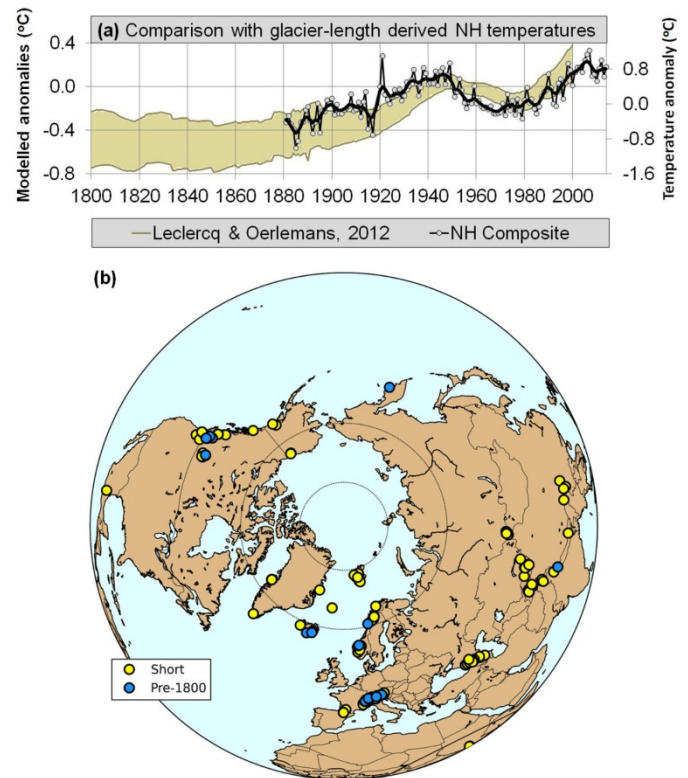 (a) Comparison with glacier-length derived NH temperatures
Modelled anomalies (ºC)
0.4
0.0
-0.4
-0.8
Temperature anomaly (ºC)
0.8
0.0
-0.8
-1.6
1800 1820 1840 1860 1880 1900 1920 1940 1960 1980 2000
Leclercq & Oerlemans, 2012 NH Composite
(b)
Short
Pre-1800